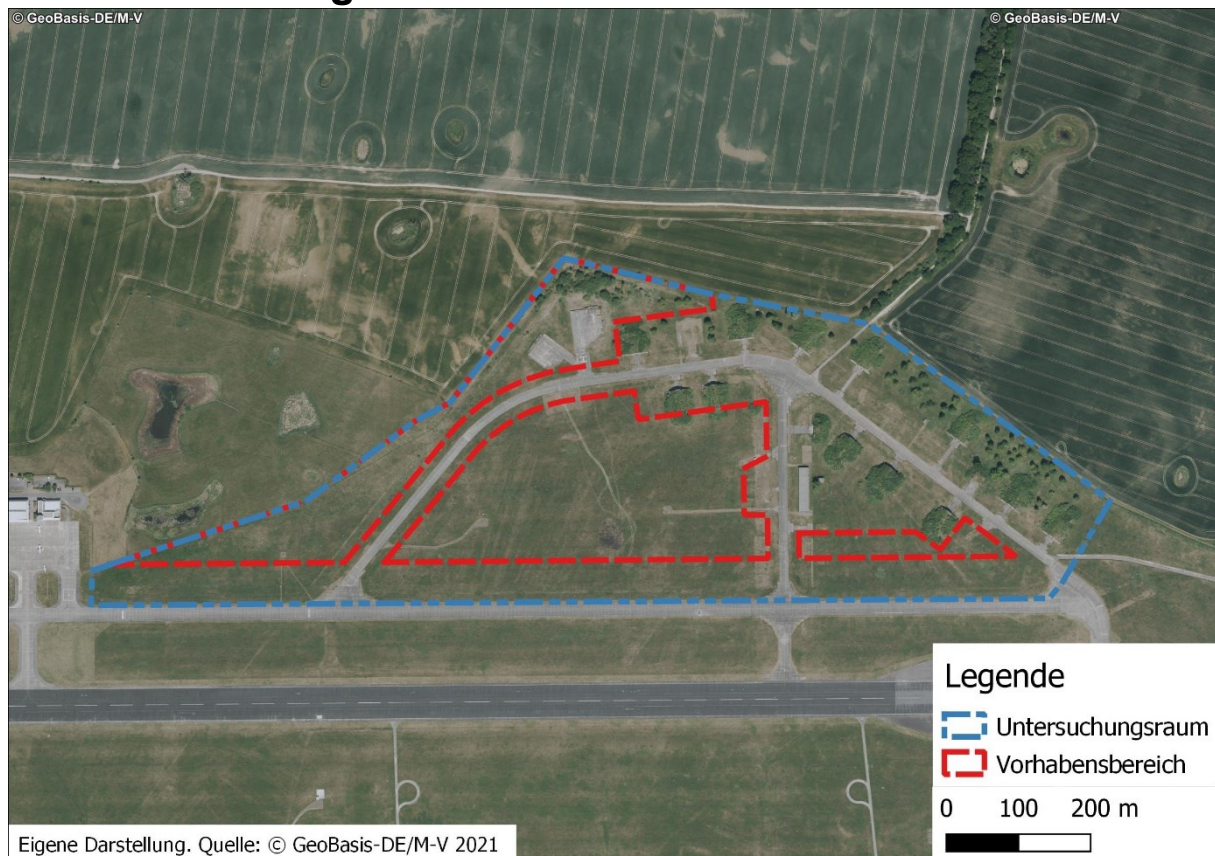 © GeoBasis-DE/M-V
© GeoBasis-DE/M-V
Legende
Untersuchungsraum
Vorhabensbereich
0 100 200 m
Eigene Darstellung. Quelle: © GeoBasis-DE/M-V 2021